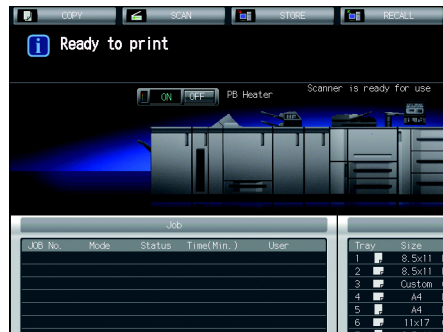 COPY SCAN STORE RECALL
Ready to print
Scanner is ready for use
ON OFF PB Heater
Job
JOB No. Mode Status Time(Min.) User
Tray Size
1 8.5x11
2 8.5x11
3 Custom
4 A4
5 A4
6 11x17